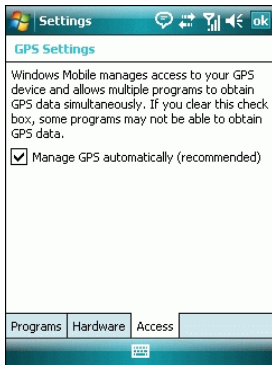 Settings
ok
GPS Settings
Windows Mobile manages access to your GPS
device and allows multiple programs to obtain
GPS data simultaneously. If you clear this check
box, some programs may not be able to obtain
GPS data.
Manage GPS automatically (recommended)
Programs Hardware Access